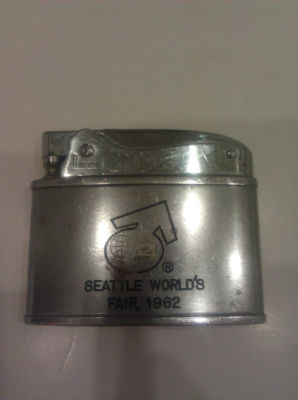 ®
SEATTLE WORLD'S
FAIR, 1962